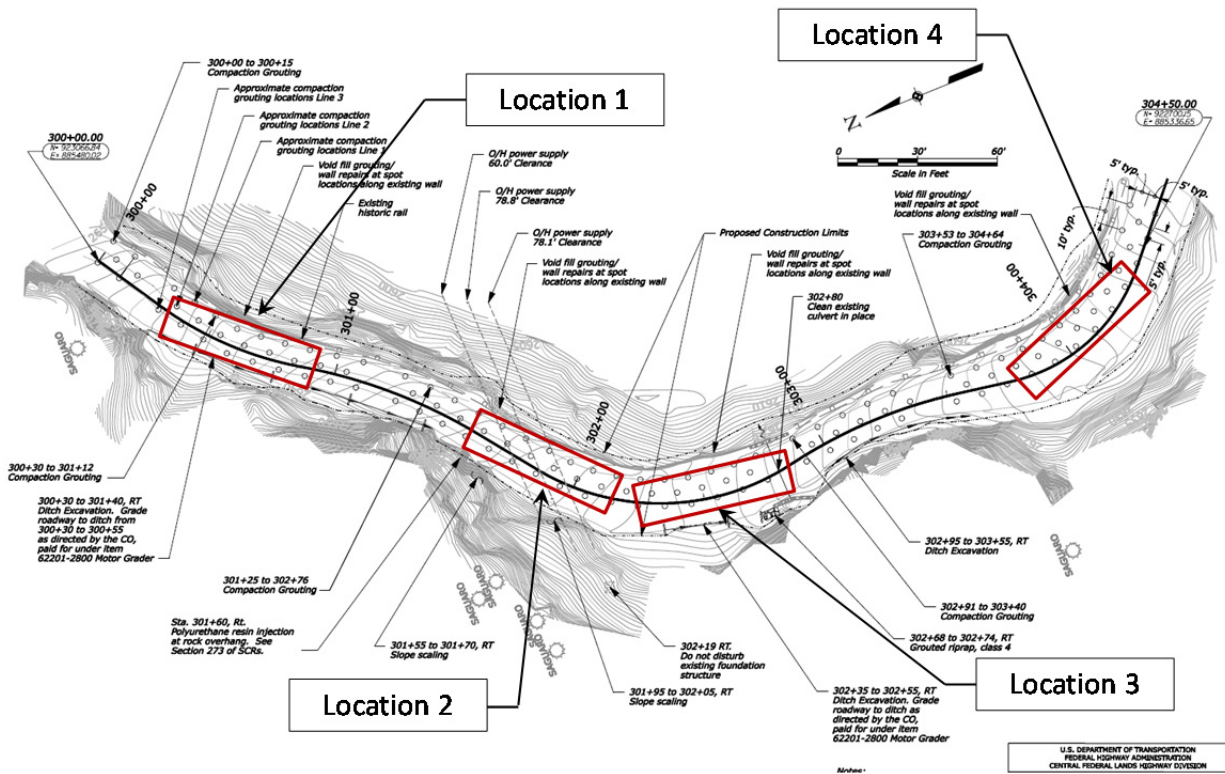 Location 4
Location 1
300+00 to 300+15
Compaction Grouting
Approximate compaction
grouting locations Line 3
Approximate compaction
grouting locations Line 2
Approximate compaction
grouting locations Line 1
Void fill grouting/
wall repairs at spot
locations along existing wall
Existing
historic rail
300+00.00
300+00
O/H power supply
60.0' Clerance
O/H power supply
78.8' Clearance
O/H power supply
78.1' Clearance
Void fill grouting/
wall repairs at spot
locations along existing wall
Proposed Construction Limits
Void fill grouting/
wall repairs at spot
locations along existing wall
302+80
Clean existing
culvert in place
N
0 30' 60'
Scale in Feet
304+50.00
5' typ.
5' typ.
10' typ.
5' typ.
Void fill grouting/
wall repairs at spot
locations along existing wall
303+53 to 304+64
Compaction Grouting
304+00
301+00
302+00
303+00
SAGUARO
300+30 to 301+12
Compaction Grouting
300+30 to 301+40, RT
Ditch Excavation. Grade
roadway to ditch from
300+30 to 300+55
as directed by the CO,
paid for under item
62201-2800 Motor Grader
301+25 to 302+76
Compaction Grouting
Sta. 301+60, Rt.
Polyurethane resin injection
at rock overhang. See
Section 273 of SCRs.
301+55 to 301+70, RT
Slope scaling
SAGUARO
SAGUARO
SAGUARO
SAGUARO
302+19 RT.
Do not disturb
existing foundation
structure
301+95 to 302+05, RT
Slope scaling
Location 2
302+95 to 303+55, RT
Ditch Excavation
SAGUARO
302+91 to 303+40
Compaction Grouting
302+68 to 302+74, RT
Grouted riprap, class 4
302+35 to 302+55, RT
Ditch Excavation. Grade
roadway to ditch as
directed by the CO,
paid for under item
62201-2800 Motor Grader
Location 3
Notes:
U.S. DEPARTMENT OF TRANSPORTATION
FEDERAL HIGHWAY ADMINISTRATION
CENTRAL FEDERAL LANDS HIGHWAY DIVISION